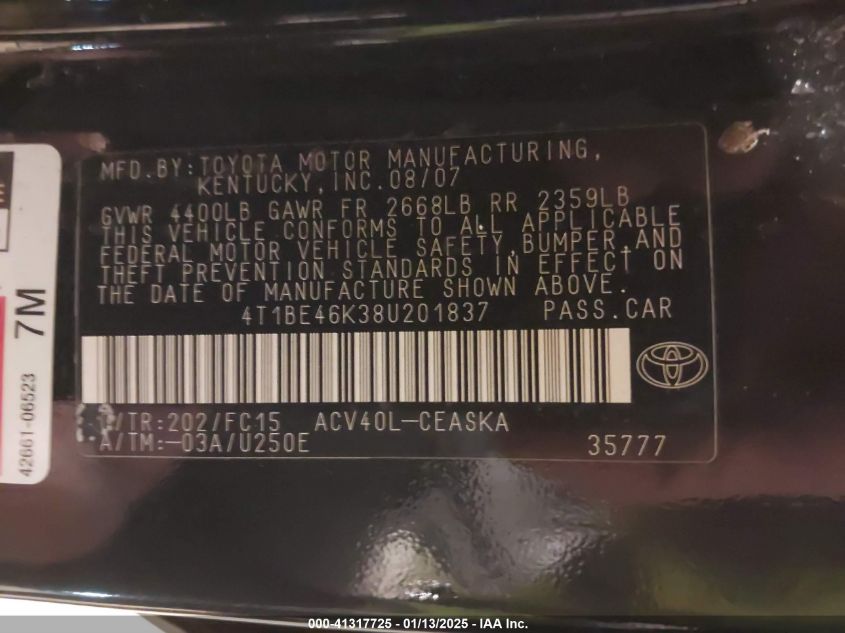 MFD.BY:TOYOTA MOTOR MANUFACTURING,
KENTUCKY,INC.08/07
GVWR 4400LB GAWR FR 2668LB RR 2359LB
THIS VEHICLE CONFORMS TO ALL APPLICABLE
FEDERAL MOTOR VEHICLE SAFETY,BUMPER,AND
THEFT PREVENTION STANDARDS IN EFFECT ON
THE DATE OF MANUFACTURE SHOWN ABOVE.
4T1BE46K38U201837 PASS.CAR
/TR:202/FC15 ACV40L-CEASKA
A/TM:-03A/U250E 35777
7M
42661-06523
000-41317725 - 01/13/2025 - IAA Inc.